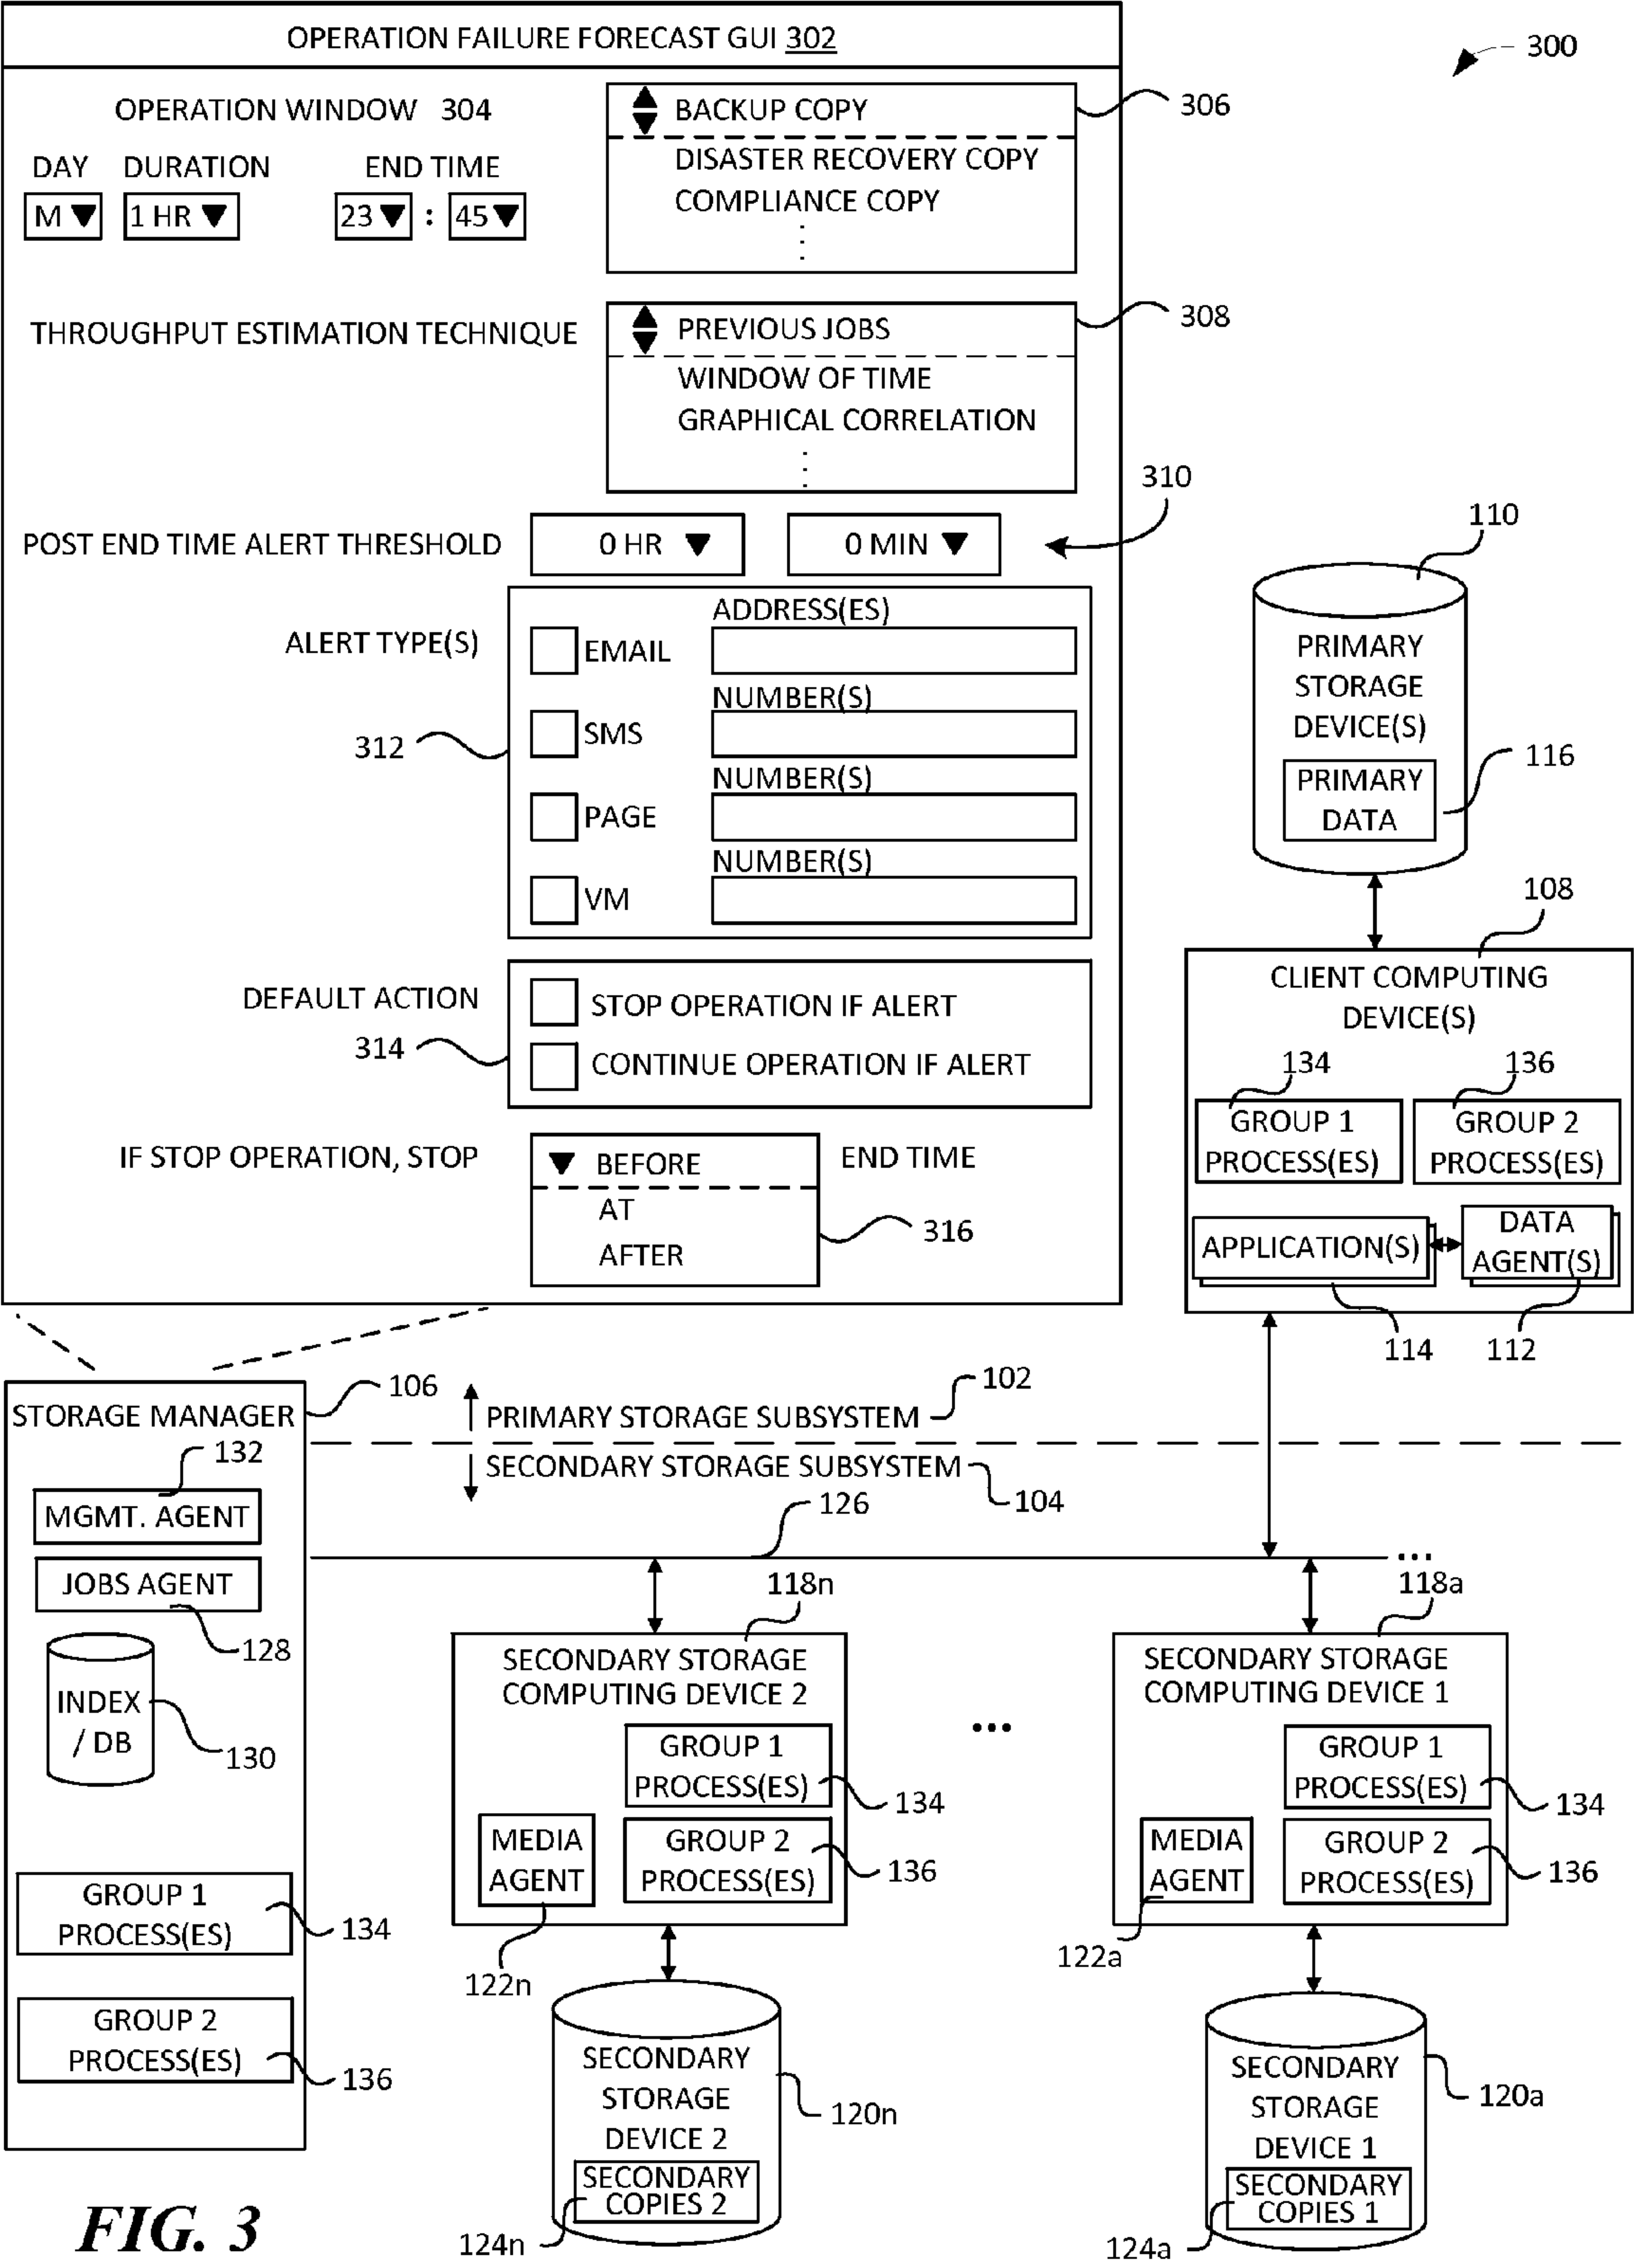 OPERATION FAILURE FORECAST GUI 302
300
OPERATION WINDOW 304
DAY DURATION END TIME
M 1 HR 23 : 45
BACKUP COPY
DISASTER RECOVERY COPY
COMPLIANCE COPY
306
THROUGHPUT ESTIMATION TECHNIQUE
PREVIOUS JOBS
WINDOW OF TIME
GRAPHICAL CORRELATION
308
POST END TIME ALERT THRESHOLD 0 HR 0 MIN
310
ALERT TYPE(S)
312
ADDRESS(ES)
EMAIL
NUMBER(S)
SMS
NUMBER(S)
PAGE
NUMBER(S)
VM
DEFAULT ACTION
314
STOP OPERATION IF ALERT
CONTINUE OPERATION IF ALERT
IF STOP OPERATION, STOP
BEFORE
AT
AFTER
END TIME
316
110
PRIMARY
STORAGE
DEVICE(S)
PRIMARY
DATA
116
108
CLIENT COMPUTING
DEVICE(S)
134
136
GROUP 1
PROCESS(ES)
GROUP 2
PROCESS(ES)
APPLICATION(S)
DATA
AGENT(S)
114
112
106
STORAGE MANAGER
132
MGMT. AGENT
JOBS AGENT
128
INDEX
/ DB
130
GROUP 1
PROCESS(ES)
134
GROUP 2
PROCESS(ES)
136
PRIMARY STORAGE SUBSYSTEM
102
SECONDARY STORAGE SUBSYSTEM
104
126
...
118n
SECONDARY STORAGE
COMPUTING DEVICE 2
GROUP 1
PROCESS(ES)
134
MEDIA
AGENT
GROUP 2
PROCESS(ES)
136
122n
...
118a
SECONDARY STORAGE
COMPUTING DEVICE 1
GROUP 1
PROCESS(ES)
134
MEDIA
AGENT
GROUP 2
PROCESS(ES)
136
122a
SECONDARY
STORAGE
DEVICE 2
SECONDARY
COPIES 2
120n
124n
SECONDARY
STORAGE
DEVICE 1
SECONDARY
COPIES 1
120a
124a
FIG. 3